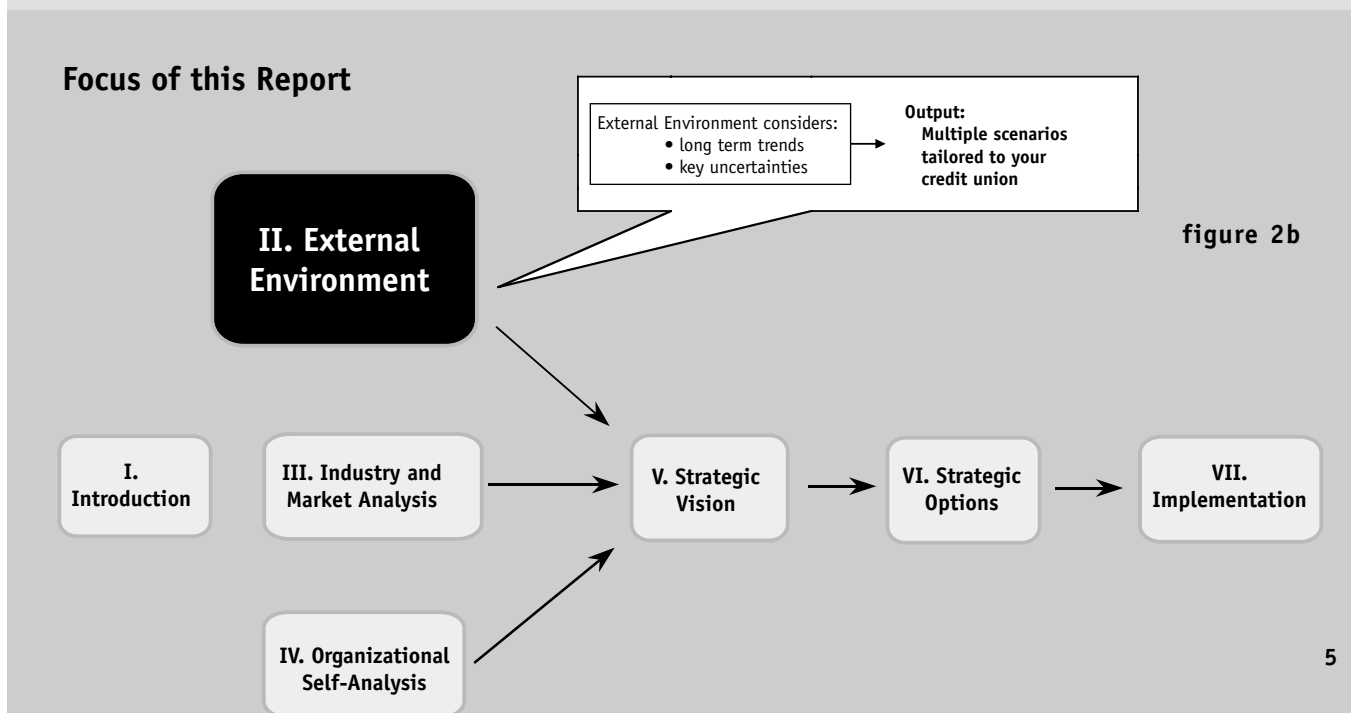 Focus of this Report
External Environment considers:
• long term trends
• key uncertainties
Output:
Multiple scenarios
tailored to your
credit union
II. External
Environment
figure 2b
I.
Introduction
III. Industry and
Market Analysis
V. Strategic
Vision
VI. Strategic
Options
VII.
Implementation
IV. Organizational
Self-Analysis
5